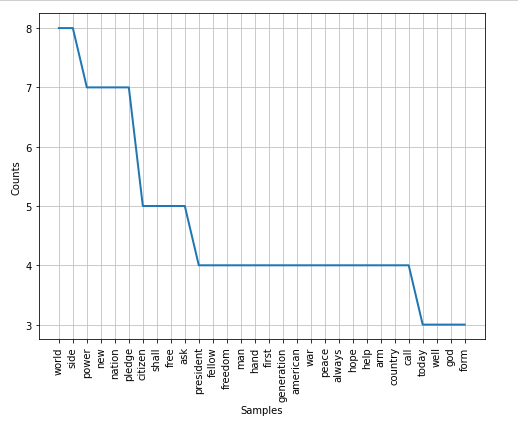 8
7
6
5
4
3
Counts
world
side
power
new
nation
pledge
citizen
shall
free
ask
president
fellow
freedom
man
hand
first
generation
american
war
peace
always
hope
help
arm
country
call
today
well
god
form
Samples